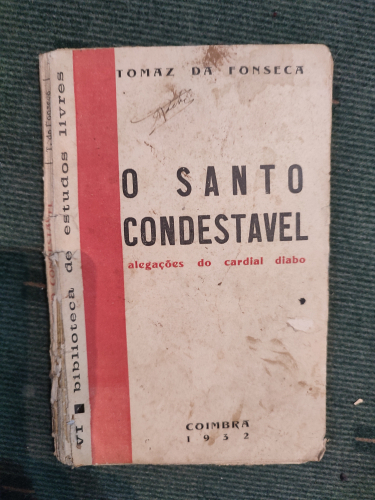 TOMAZ DA FONSECA
O SANTO
CONDESTAVEL
alegações do cardial diabo
COIMBRA
1932
VI biblioteca de estudos livres